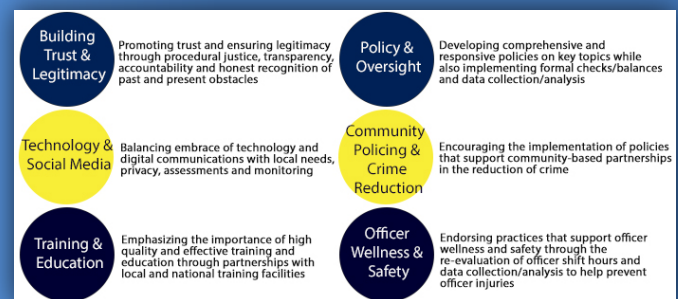 Building
Trust &
Legitimacy
Promoting trust and ensuring legitimacy
through procedural justice, transparency,
accountability and honest recognition of
past and present obstacles
Policy &
Oversight
Developing comprehensive and
responsive policies on key topics while
also implementing formal checks/balances
and data collection/analysis
Technology &
Social Media
Balancing embrace of technology and
digital communications with local needs,
privacy, assessments and monitoring
Community
Policing &
Crime
Reduction
Encouraging the implementation of policies
that support community-based partnerships
in the reduction of crime
Training &
Education
Emphasizing the importance of high
quality and effective training and
education through partnerships with
local and national training facilities
Officer
Wellness &
Safety
Endorsing practices that support officer
wellness and safety through the
re-evaluation of officer shift hours and
data collection/analysis to help prevent
officer injuries